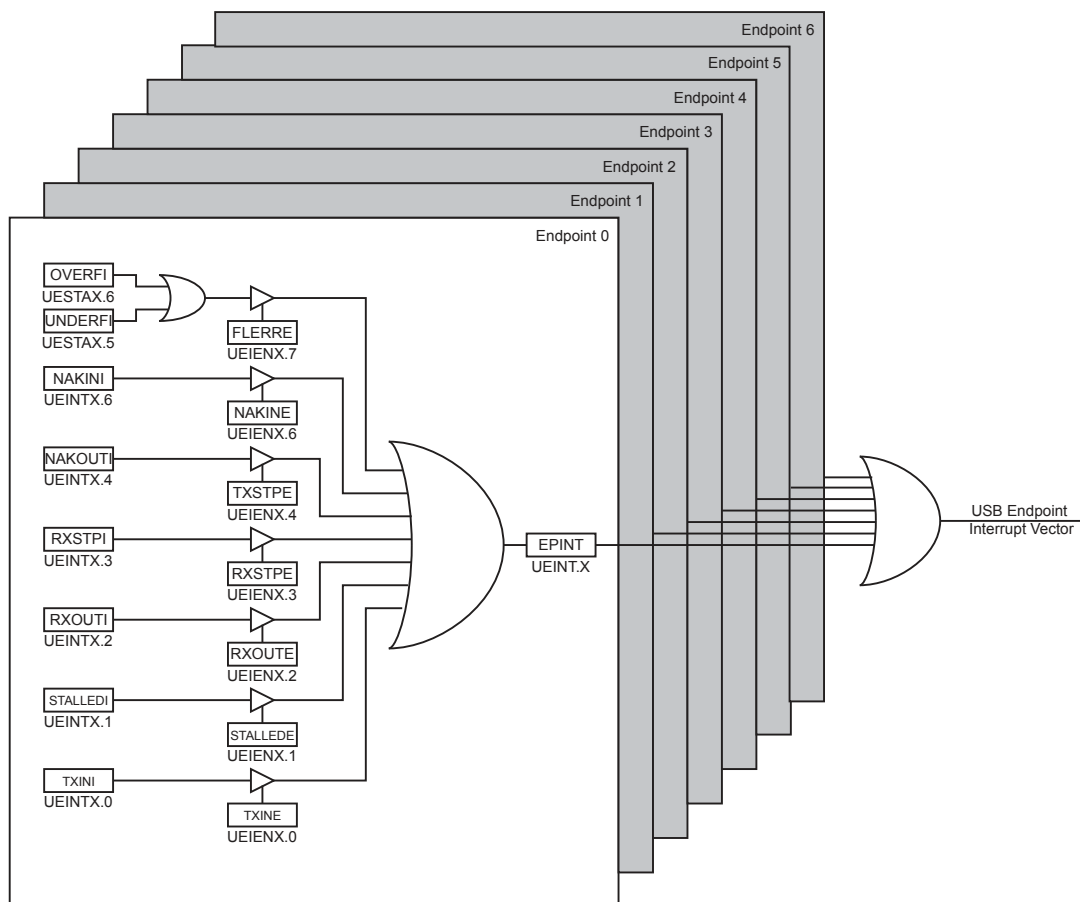 Endpoint 6
Endpoint 5
Endpoint 4
Endpoint 3
Endpoint 2
Endpoint 1
Endpoint 0
OVERFI
UESTAX.6
UNDERFI
UESTAX.5
FLERRE
UEIENX.7
NAKINI
UEINTX.6
NAKINE
UEIENX.6
NAKOUTI
UEINTX.4
TXSTPE
UEIENX.4
RXSTPI
UEINTX.3
RXSTPE
UEIENX.3
RXOUTI
UEINTX.2
RXOUTE
UEIENX.2
STALLEDI
UEINTX.1
STALLEDE
UEIENX.1
TXINI
UEINTX.0
TXINE
UEIENX.0
EPINT
UEINT.X
USB Endpoint
Interrupt Vector